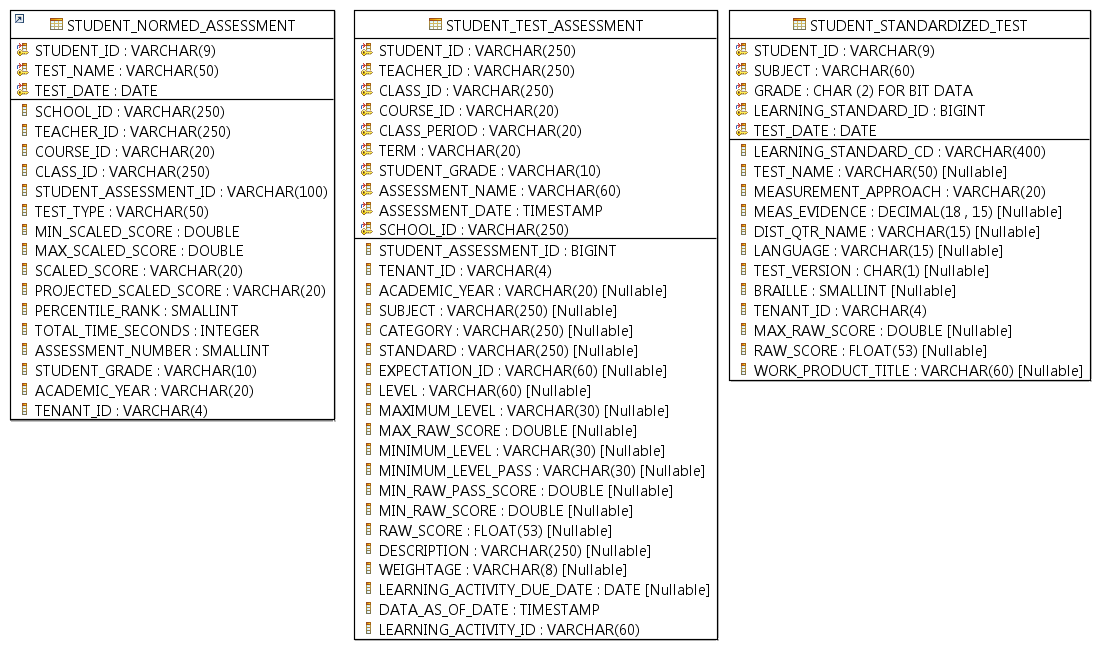 STUDENT_NORMED_ASSESSMENT
STUDENT_ID : VARCHAR(9)
TEST_NAME : VARCHAR(50)
TEST_DATE : DATE
SCHOOL_ID : VARCHAR(250)
TEACHER_ID : VARCHAR(250)
COURSE_ID : VARCHAR(20)
CLASS_ID : VARCHAR(250)
STUDENT_ASSESSMENT_ID : VARCHAR(100)
TEST_TYPE : VARCHAR(50)
MIN_SCALED_SCORE : DOUBLE
MAX_SCALED_SCORE : DOUBLE
SCALED_SCORE : VARCHAR(20)
PROJECTED_SCALED_SCORE : VARCHAR(20)
PERCENTILE_RANK : SMALLINT
TOTAL_TIME_SECONDS : INTEGER
ASSESSMENT_NUMBER : SMALLINT
STUDENT_GRADE : VARCHAR(10)
ACADEMIC_YEAR : VARCHAR(20)
TENANT_ID : VARCHAR(4)
STUDENT_TEST_ASSESSMENT
STUDENT_ID : VARCHAR(250)
TEACHER_ID : VARCHAR(250)
CLASS_ID : VARCHAR(250)
COURSE_ID : VARCHAR(20)
CLASS_PERIOD : VARCHAR(20)
TERM : VARCHAR(20)
STUDENT_GRADE : VARCHAR(10)
ASSESSMENT_NAME : VARCHAR(60)
ASSESSMENT_DATE : TIMESTAMP
SCHOOL_ID : VARCHAR(250)
STUDENT_ASSESSMENT_ID : BIGINT
TENANT_ID : VARCHAR(4)
ACADEMIC_YEAR : VARCHAR(20) [Nullable]
SUBJECT : VARCHAR(250) [Nullable]
CATEGORY : VARCHAR(250) [Nullable]
STANDARD : VARCHAR(250) [Nullable]
EXPECTATION_ID : VARCHAR(60) [Nullable]
LEVEL : VARCHAR(60) [Nullable]
MAXIMUM_LEVEL : VARCHAR(30) [Nullable]
MAX_RAW_SCORE : DOUBLE [Nullable]
MINIMUM_LEVEL : VARCHAR(30) [Nullable]
MINIMUM_LEVEL_PASS : VARCHAR(30) [Nullable]
MIN_RAW_PASS_SCORE : DOUBLE [Nullable]
MIN_RAW_SCORE : DOUBLE [Nullable]
RAW_SCORE : FLOAT(53) [Nullable]
DESCRIPTION : VARCHAR(250) [Nullable]
WEIGHTAGE : VARCHAR(8) [Nullable]
LEARNING_ACTIVITY_DUE_DATE : DATE [Nullable]
DATA_AS_OF_DATE : TIMESTAMP
LEARNING_ACTIVITY_ID : VARCHAR(60)
STUDENT_STANDARDIZED_TEST
STUDENT_ID : VARCHAR(9)
SUBJECT : VARCHAR(60)
GRADE : CHAR (2) FOR BIT DATA
LEARNING_STANDARD_ID : BIGINT
TEST_DATE : DATE
LEARNING_STANDARD_CD : VARCHAR(400)
TEST_NAME : VARCHAR(50) [Nullable]
MEASUREMENT_APPROACH : VARCHAR(20)
MEAS_EVIDENCE : DECIMAL(18 , 15) [Nullable]
DIST_QTR_NAME : VARCHAR(15) [Nullable]
LANGUAGE : VARCHAR(15) [Nullable]
TEST_VERSION : CHAR(1) [Nullable]
BRAILLE : SMALLINT [Nullable]
TENANT_ID : VARCHAR(4)
MAX_RAW_SCORE : DOUBLE [Nullable]
RAW_SCORE : FLOAT(53) [Nullable]
WORK_PRODUCT_TITLE : VARCHAR(60) [Nullable]